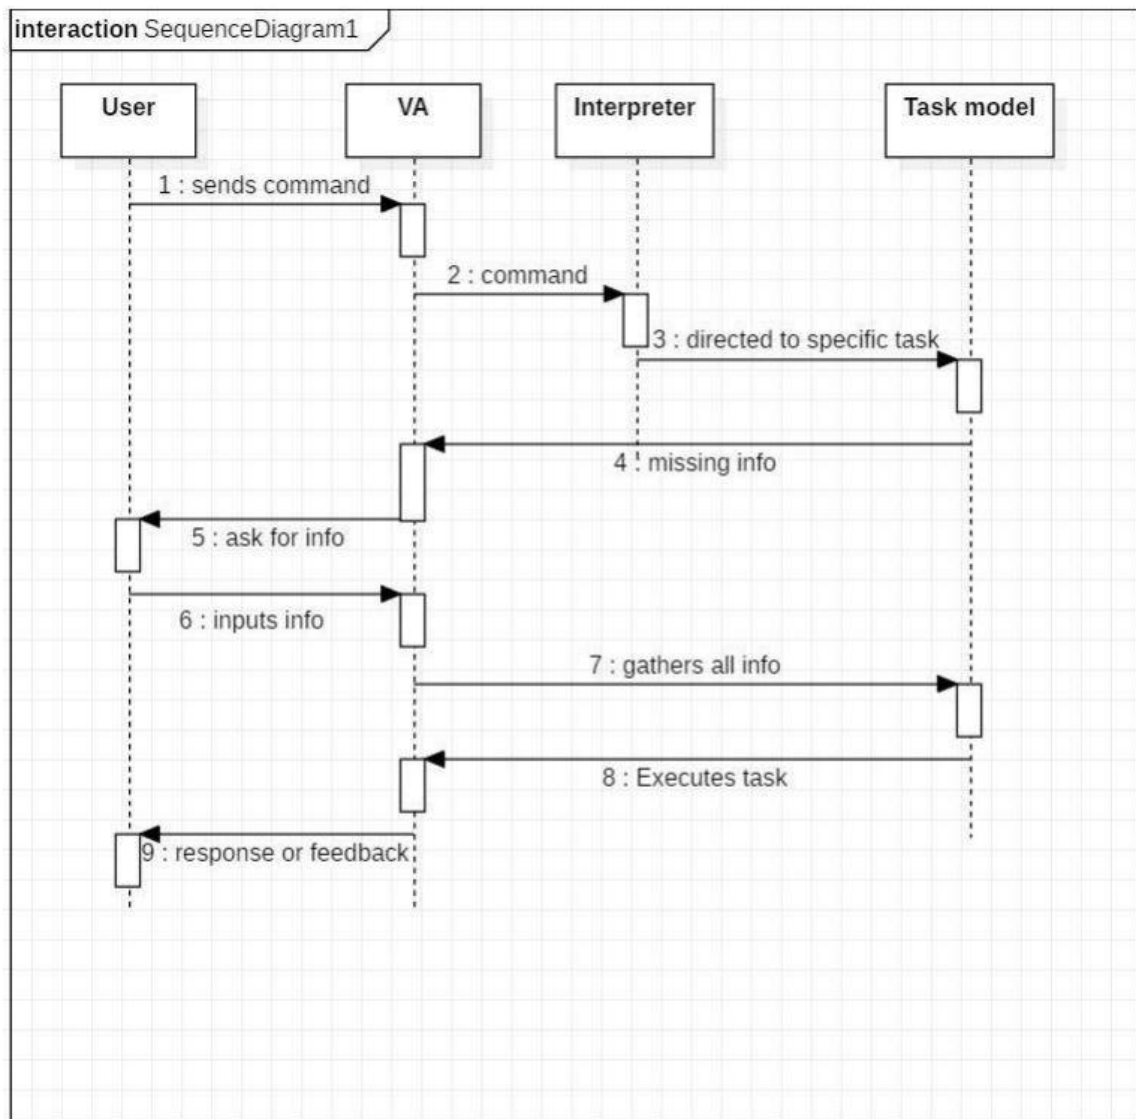 interaction SequenceDiagram1
User
VA
Interpreter
Task model
1 : sends command
2 : command
3 : directed to specific task
4 : missing info
5 : ask for info
6 : inputs info
7 : gathers all info
8 : Executes task
9 : response or feedback